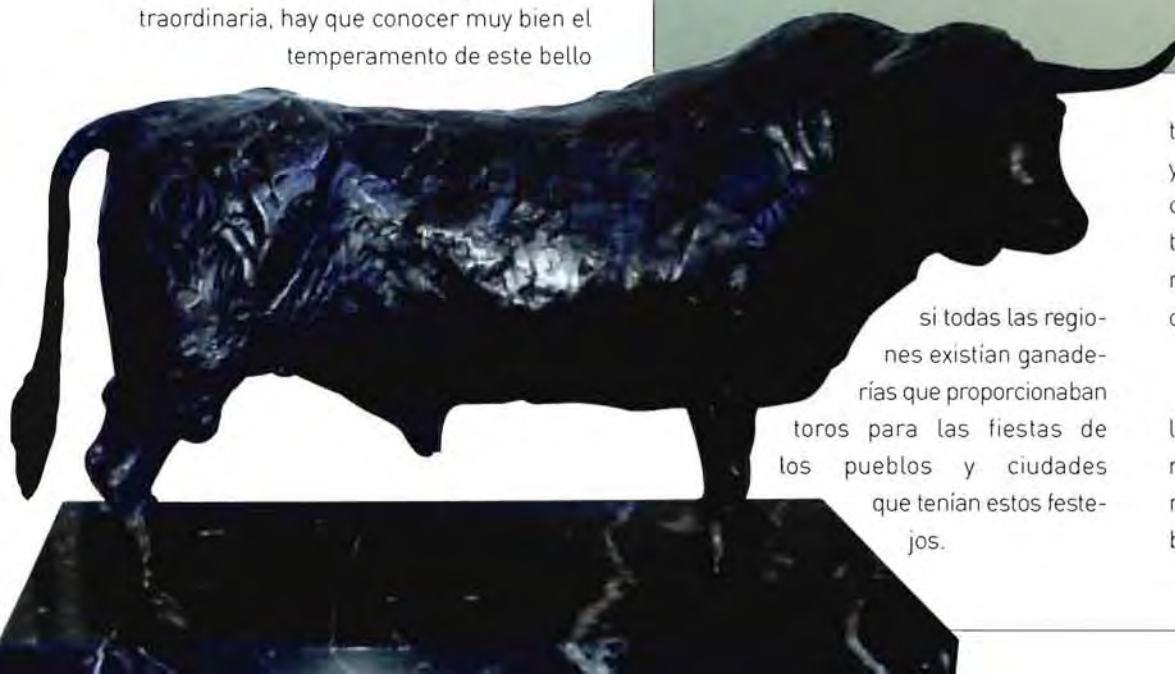 traordinaria, hay que conocer muy bien el
temperamento de este bello
si todas las regio-
nes existían ganade-
rías que proporcionaban
toros para las fiestas de
los pueblos y ciudades
que tenían estos feste-
jos.